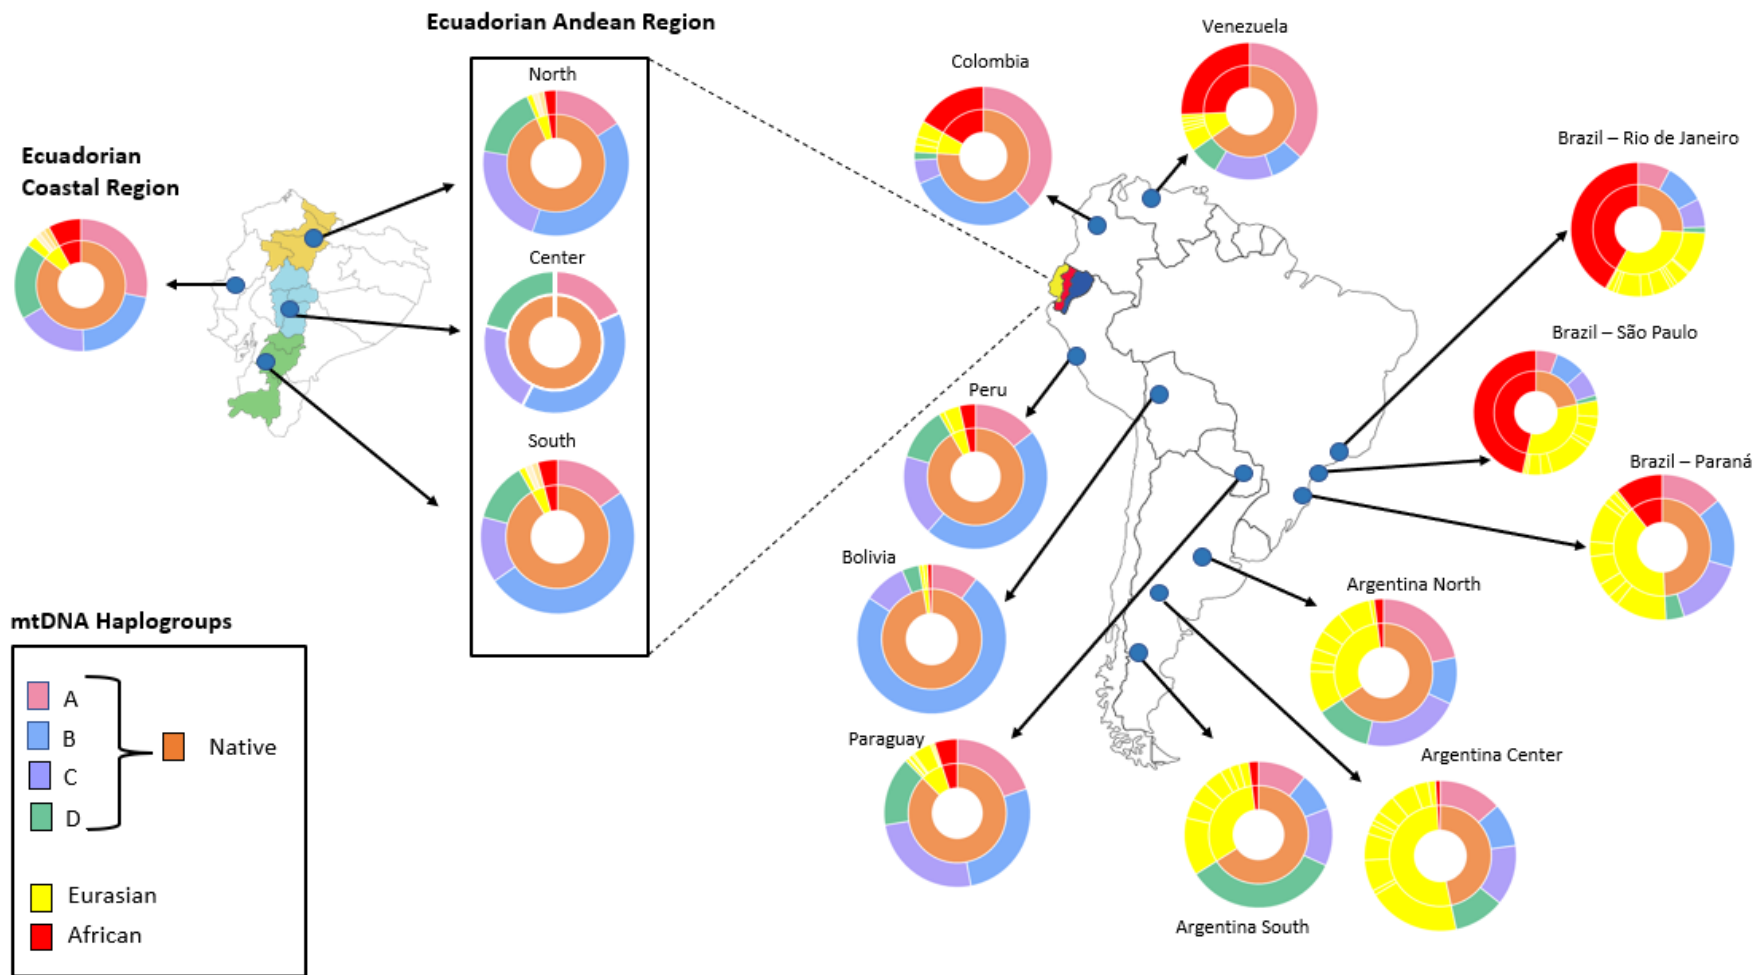 Ecuadorian Andean Region
North
Center
South
Ecuadorian
Coastal Region
mtDNA Haplogroups
A
B
C
D
Native
Eurasian
African
Venezuela
Colombia
Brazil – Rio de Janeiro
Brazil – São Paulo
Brazil – Paraná
Peru
Bolivia
Paraguay
Argentina North
Argentina Center
Argentina South